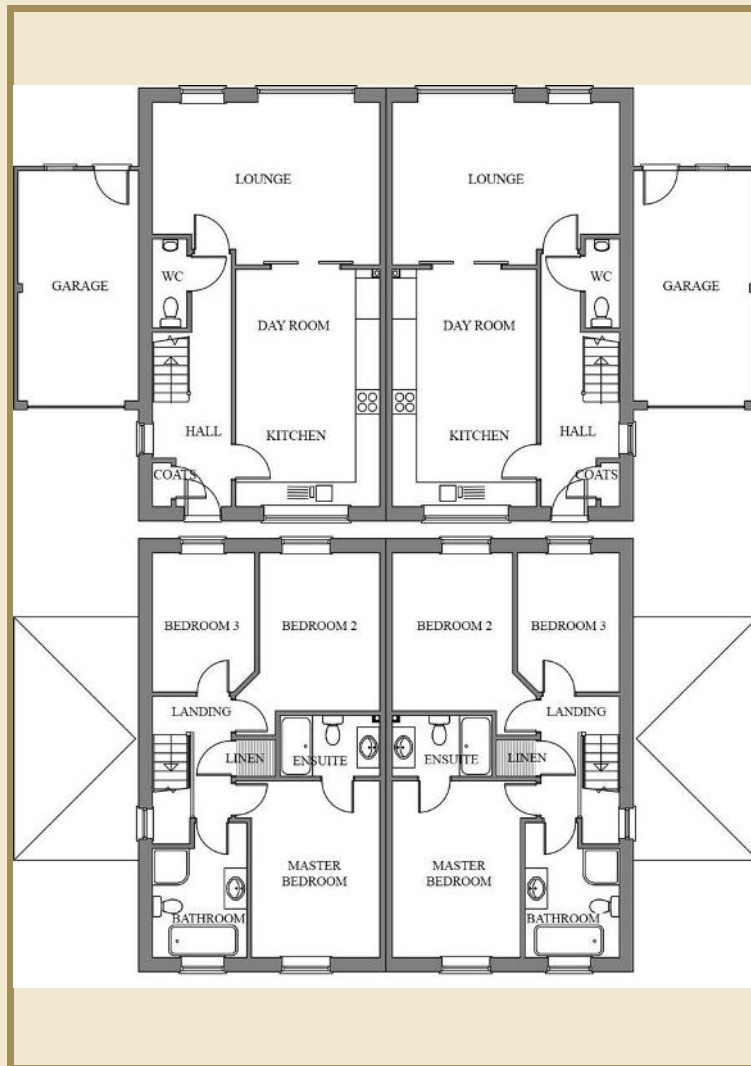 LOUNGE
LOUNGE
WC
WC
GARAGE
GARAGE
DAY ROOM
DAY ROOM
HALL
KITCHEN
KITCHEN
HALL
COATS
COATS
BEDROOM 3
BEDROOM 2
BEDROOM 2
BEDROOM 3
LANDING
LANDING
LINEN
ENSUITE
ENSUITE
LINEN
MASTER
BEDROOM
MASTER
BEDROOM
BATHROOM
BATHROOM